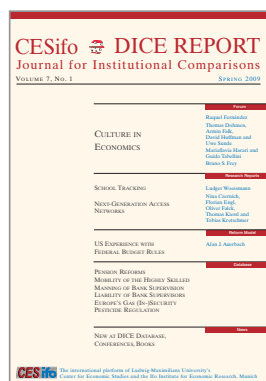 CESifo DICE REPORT
Journal for Institutional Comparisons
VOLUME 7, NO. 1 SPRING 2009
Forum
CULTURE IN
ECONOMICS
Raquel Fernández
Thomas Dohmen,
Armin Falk,
David Huffman and
Uwe Sunde
Mariaflavia Harari and
Guido Tabellini
Bruno S. Frey
Research Reports
SCHOOL TRACKING
Ludger Woessmann
NEXT-GENERATION ACCESS
NETWORKS
Nina Czernich,
Florian Engl,
Oliver Falck,
Thomas Kiessl and
Tobias Kretschmer
Reform Model
US EXPERIENCE WITH
FEDERAL BUDGET RULES
Alan J. Auerbach
Database
PENSION REFORMS
MOBILITY OF THE HIGHLY SKILLED
MANNING OF BANK SUPERVISION
LIABILITY OF BANK SUPERVISORS
EUROPE'S GAS (IN-)SECURITY
PESTICIDE REGULATION
News
NEW AT DICE DATABASE,
CONFERENCES, BOOKS
CESifo
The international platform of Ludwig-Maximilians University's
Center for Economic Studies and the Ifo Institute for Economic Research, Munich